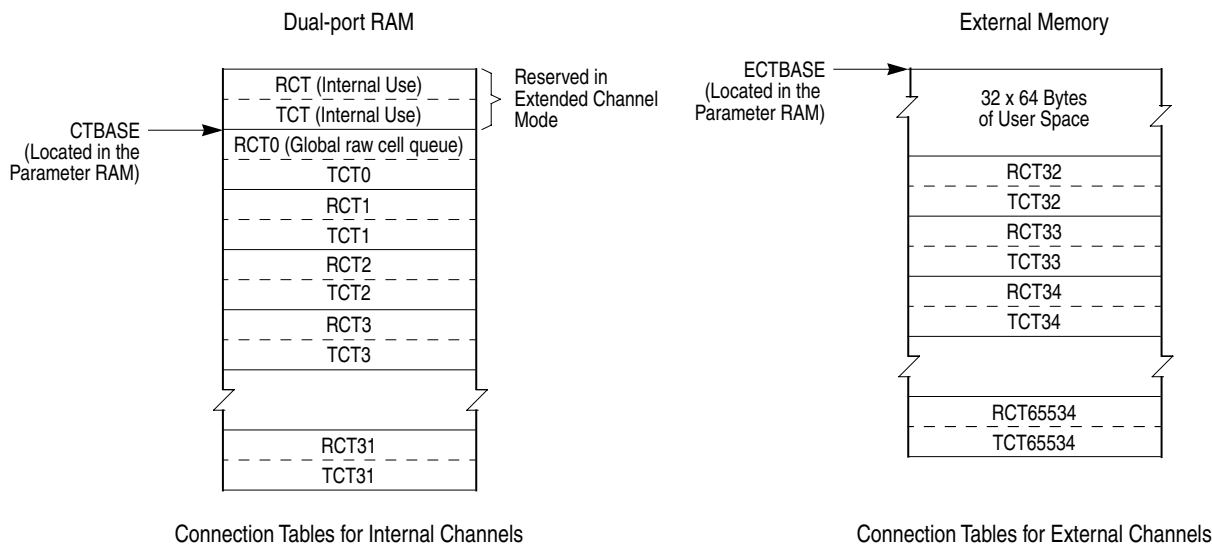 Dual-port RAM
RCT (Internal Use)
TCT (Internal Use)
Reserved in
Extended Channel
Mode
CTBASE
(Located in the
Parameter RAM)
RCT0 (Global raw cell queue)
TCT0
RCT1
TCT1
RCT2
TCT2
RCT3
TCT3
RCT31
TCT31
Connection Tables for Internal Channels
External Memory
ECTBASE
(Located in the
Parameter RAM)
32 x 64 Bytes
of User Space
RCT32
TCT32
RCT33
TCT33
RCT34
TCT34
RCT65534
TCT65534
Connection Tables for External Channels